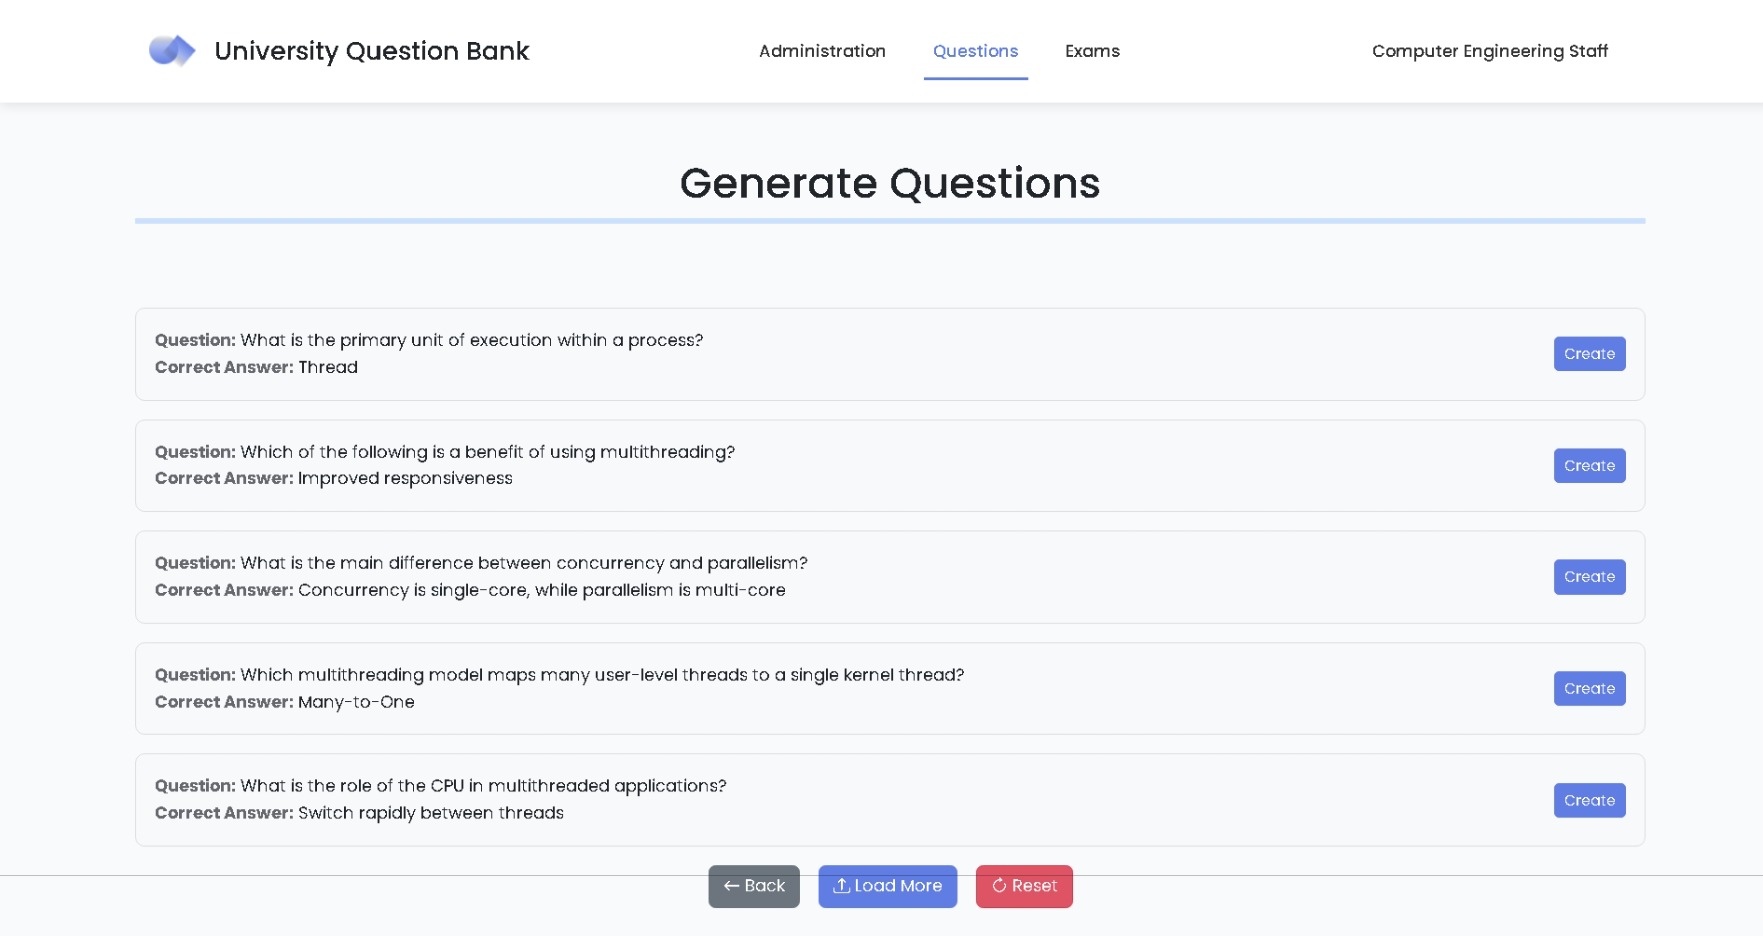 University Question Bank
Administration
Questions
Exams
Computer Engineering Staff
Generate Questions
Question: What is the primary unit of execution within a process?
Correct Answer: Thread
Create
Question: Which of the following is a benefit of using multithreading?
Correct Answer: Improved responsiveness
Create
Question: What is the main difference between concurrency and parallelism?
Correct Answer: Concurrency is single-core, while parallelism is multi-core
Create
Question: Which multithreading model maps many user-level threads to a single kernel thread?
Correct Answer: Many-to-One
Create
Question: What is the role of the CPU in multithreaded applications?
Correct Answer: Switch rapidly between threads
Create
Back
Load More
Reset